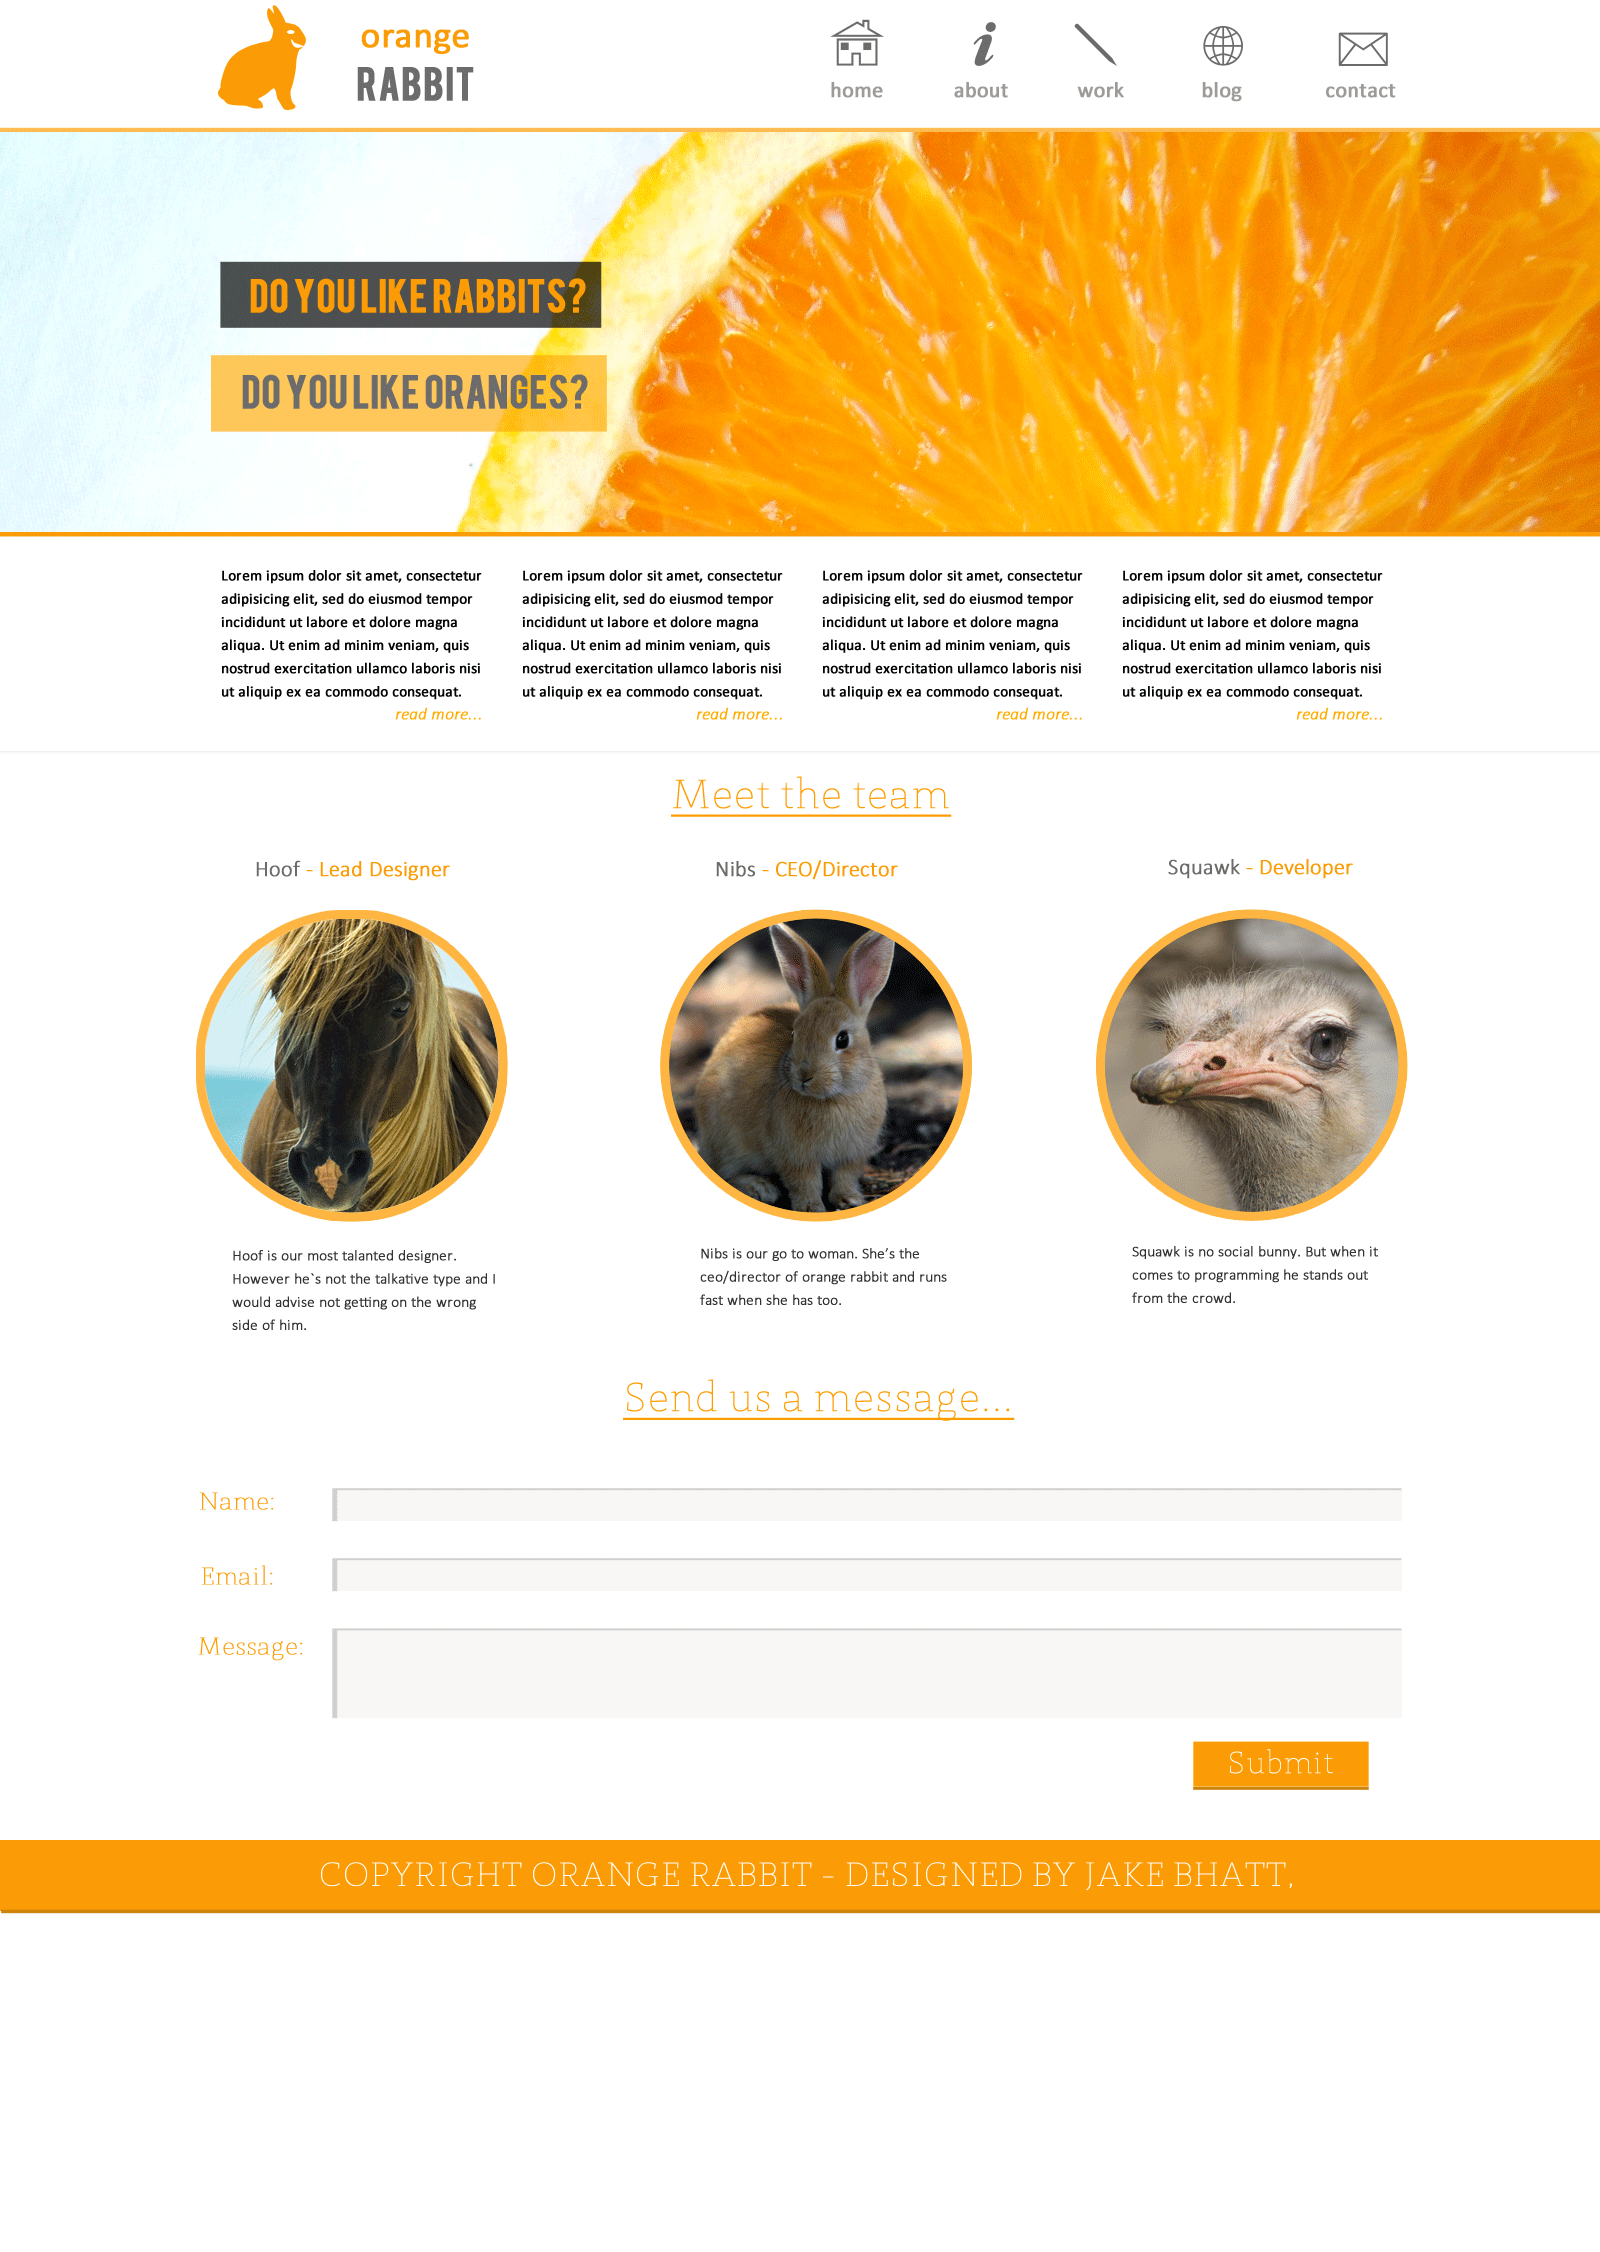 orange
RABBIT
home about work blog contact
DO YOU LIKE RABBITS?
DO YOU LIKE ORANGES?
Lorem ipsum dolor sit amet, consectetur
adipisicing elit, sed do eiusmod tempor
incididunt ut labore et dolore magna
aliqua. Ut enim ad minim veniam, quis
nostrud exercitation ullamco laboris nisi
ut aliquip ex ea commodo consequat.
read more...
Lorem ipsum dolor sit amet, consectetur
adipisicing elit, sed do eiusmod tempor
incididunt ut labore et dolore magna
aliqua. Ut enim ad minim veniam, quis
nostrud exercitation ullamco laboris nisi
ut aliquip ex ea commodo consequat.
read more...
Lorem ipsum dolor sit amet, consectetur
adipisicing elit, sed do eiusmod tempor
incididunt ut labore et dolore magna
aliqua. Ut enim ad minim veniam, quis
nostrud exercitation ullamco laboris nisi
ut aliquip ex ea commodo consequat.
read more...
Lorem ipsum dolor sit amet, consectetur
adipisicing elit, sed do eiusmod tempor
incididunt ut labore et dolore magna
aliqua. Ut enim ad minim veniam, quis
nostrud exercitation ullamco laboris nisi
ut aliquip ex ea commodo consequat.
read more...
Meet the team
Hoof - Lead Designer
Hoof is our most talanted designer.
However he`s not the talkative type and I
would advise not getting on the wrong
side of him.
Nibs - CEO/Director
Nibs is our go to woman. She’s the
ceo/director of orange rabbit and runs
fast when she has too.
Squawk - Developer
Squawk is no social bunny. But when it
comes to programming he stands out
from the crowd.
Send us a message...
Name:
Email:
Message:
Submit
COPYRIGHT ORANGE RABBIT - DESIGNED BY JAKE BHATT,